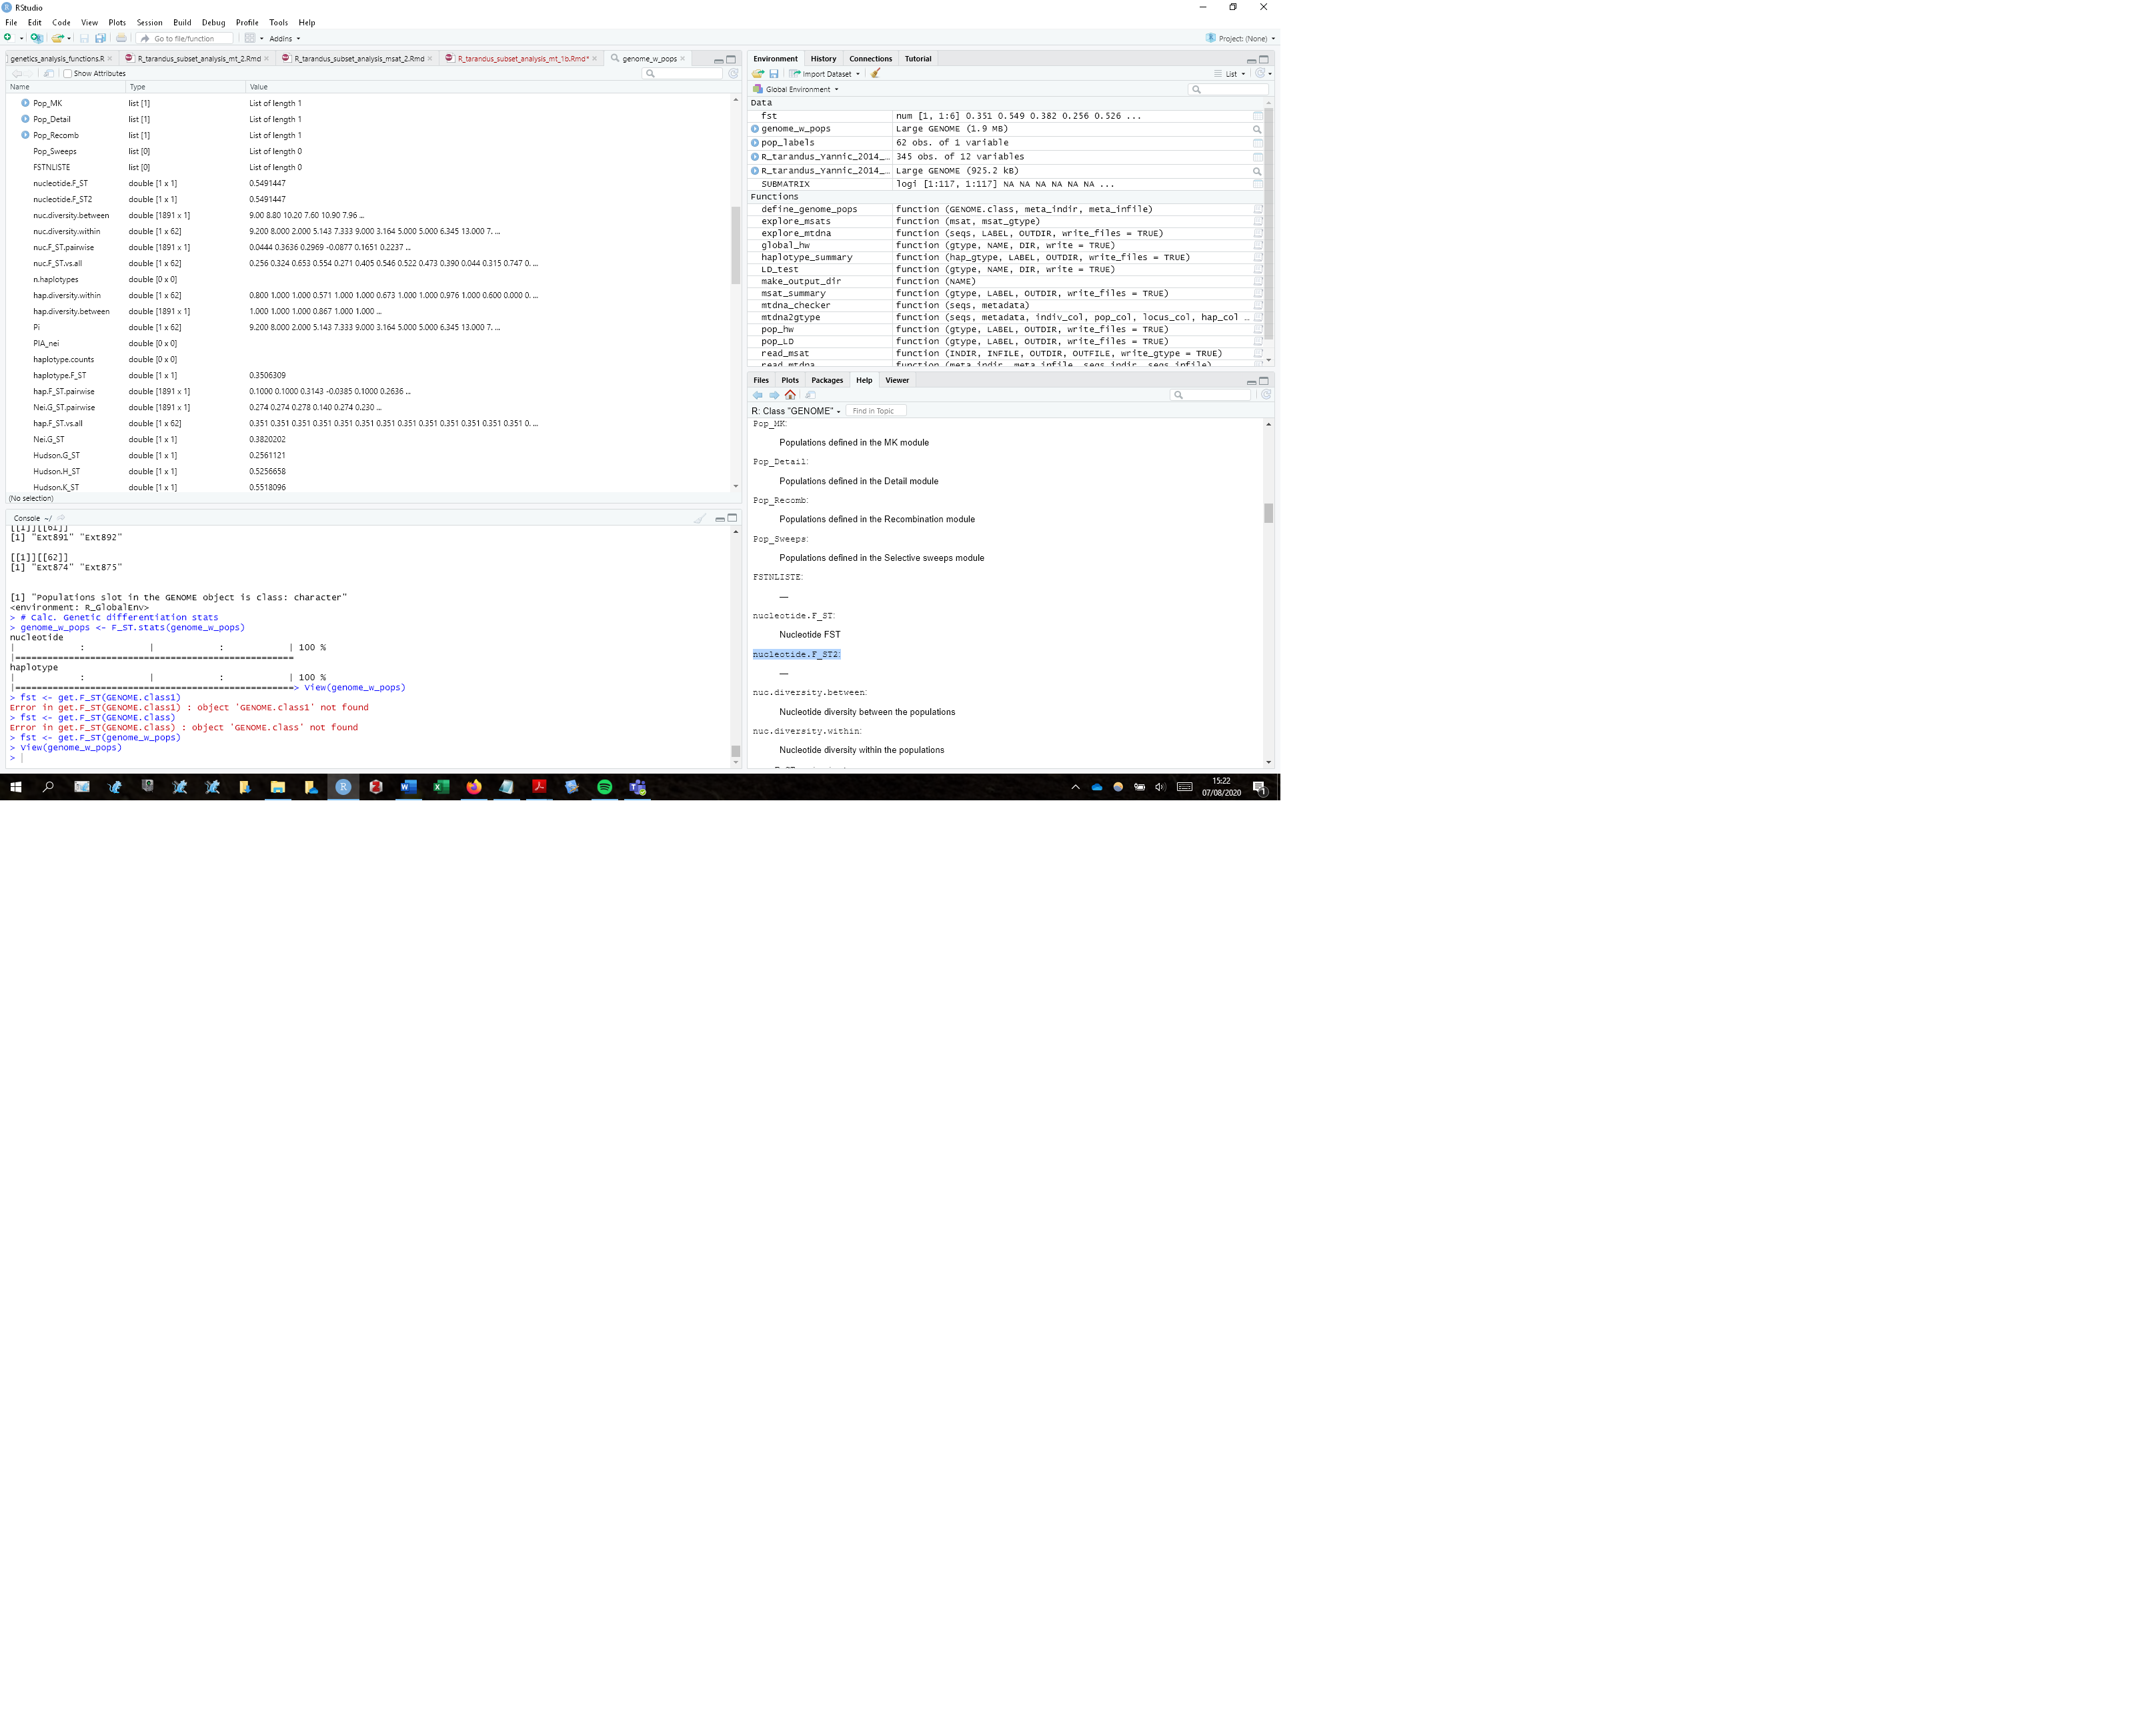 RStudio
File Edit Code View Plots Session Build Debug Profile Tools Help
Go to file/function Addins Project: (None)
genetics_analysis_functions.R R_tarandus_subset_analysis_mt_2.Rmd R_tarandus_subset_analysis_msat_2.Rmd R_tarandus_subset_analysis_mt_1b.Rmd* genome_w_pops
Show Attributes
Name Type Value
Pop_MK list [1] List of length 1
Pop_Detail list [1] List of length 1
Pop_Recomb list [1] List of length 1
Pop_Sweeps list [0] List of length 0
FSTNLISTE list [0] List of length 0
nucleotide.F_ST double [1 x 1] 0.5491447
nucleotide.F_ST2 double [1 x 1] 0.5491447
nuc.diversity.between double [1891 x 1] 9.00 8.80 10.20 7.60 10.90 7.96 ...
nuc.diversity.within double [1 x 62] 9.200 8.000 2.000 5.143 7.333 9.000 3.164 5.000 5.000 6.345 13.000 7. ...
nuc.F_ST.pairwise double [1891 x 1] 0.0444 0.3636 0.2969 -0.0877 0.1651 0.2237 ...
nuc.F_ST.vs.all double [1 x 62] 0.256 0.324 0.653 0.554 0.271 0.405 0.546 0.522 0.473 0.390 0.044 0.315 0.747 0. ...
n.haplotypes double [0 x 0]
hap.diversity.within double [1 x 62] 0.800 1.000 1.000 0.571 1.000 1.000 0.673 1.000 1.000 0.976 1.000 0.600 0.000 0. ...
hap.diversity.between double [1891 x 1] 1.000 1.000 1.000 0.867 1.000 1.000 ...
Pi double [1 x 62] 9.200 8.000 2.000 5.143 7.333 9.000 3.164 5.000 5.000 6.345 13.000 7. ...
PIA_nei double [0 x 0]
haplotype.counts double [0 x 0]
haplotype.F_ST double [1 x 1] 0.3506309
hap.F_ST.pairwise double [1891 x 1] 0.1000 0.1000 0.3143 -0.0385 0.1000 0.2636 ...
Nei.G_ST.pairwise double [1891 x 1] 0.274 0.274 0.278 0.140 0.274 0.230 ...
hap.F_ST.vs.all double [1 x 62] 0.351 0.351 0.351 0.351 0.351 0.351 0.351 0.351 0.351 0.351 0.351 0.351 0.351 0. ...
Nei.G_ST double [1 x 1] 0.3820202
Hudson.G_ST double [1 x 1] 0.2561121
Hudson.H_ST double [1 x 1] 0.5256658
Hudson.K_ST double [1 x 1] 0.5518096
(No selection)
Console ~/
[[1]][[61]]
[1] "Ext891" "Ext892"
[[1]][[62]]
[1] "Ext874" "Ext875"
[1] "Populations slot in the GENOME object is class: character"
<environment: R_GlobalEnv>
> # Calc. Genetic differentiation stats
> genome_w_pops <- F_ST.stats(genome_w_pops)
nucleotide
| : | : | 100 %
|====================================================
haplotype
| : | : | 100 %
|====================================================> View(genome_w_pops)
> fst <- get.F_ST(GENOME.class1)
Error in get.F_ST(GENOME.class1) : object 'GENOME.class1' not found
> fst <- get.F_ST(GENOME.class)
Error in get.F_ST(GENOME.class) : object 'GENOME.class' not found
> fst <- get.F_ST(genome_w_pops)
> View(genome_w_pops)
>
Environment History Connections Tutorial
Import Dataset List
Global Environment
Data
fst num [1, 1:6] 0.351 0.549 0.382 0.256 0.526 ...
genome_w_pops Large GENOME (1.9 MB)
pop_labels 62 obs. of 1 variable
R_tarandus_Yannic_2014_... 345 obs. of 12 variables
R_tarandus_Yannic_2014_... Large GENOME (925.2 kB)
SUBMATRIX logi [1:117, 1:117] NA NA NA NA NA NA ...
Functions
define_genome_pops function (GENOME.class, meta_indir, meta_infile)
explore_msats function (msat, msat_gtype)
explore_mtdna function (seqs, LABEL, OUTDIR, write_files = TRUE)
global_hw function (gtype, NAME, DIR, write = TRUE)
haplotype_summary function (hap_gtype, LABEL, OUTDIR, write_files = TRUE)
LD_test function (gtype, NAME, DIR, write = TRUE)
make_output_dir function (NAME)
msat_summary function (gtype, LABEL, OUTDIR, write_files = TRUE)
mtdna_checker function (seqs, metadata)
mtdna2gtype function (seqs, metadata, indiv_col, pop_col, locus_col, hap_col ...
pop_hw function (gtype, LABEL, OUTDIR, write_files = TRUE)
pop_LD function (gtype, LABEL, OUTDIR, write_files = TRUE)
read_msat function (INDIR, INFILE, OUTDIR, OUTFILE, write_gtype = TRUE)
read_mtdna function (meta_indir, meta_infile, seqs_indir, seqs_infile)
Files Plots Packages Help Viewer
R: Class "GENOME" Find in Topic
Pop_MK:
Populations defined in the MK module
Pop_Detail:
Populations defined in the Detail module
Pop_Recomb:
Populations defined in the Recombination module
Pop_Sweeps:
Populations defined in the Selective sweeps module
FSTNLISTE:
—
nucleotide.F_ST:
Nucleotide FST
nucleotide.F_ST2:
—
nuc.diversity.between:
Nucleotide diversity between the populations
nuc.diversity.within:
Nucleotide diversity within the populations
15:22
07/08/2020
1